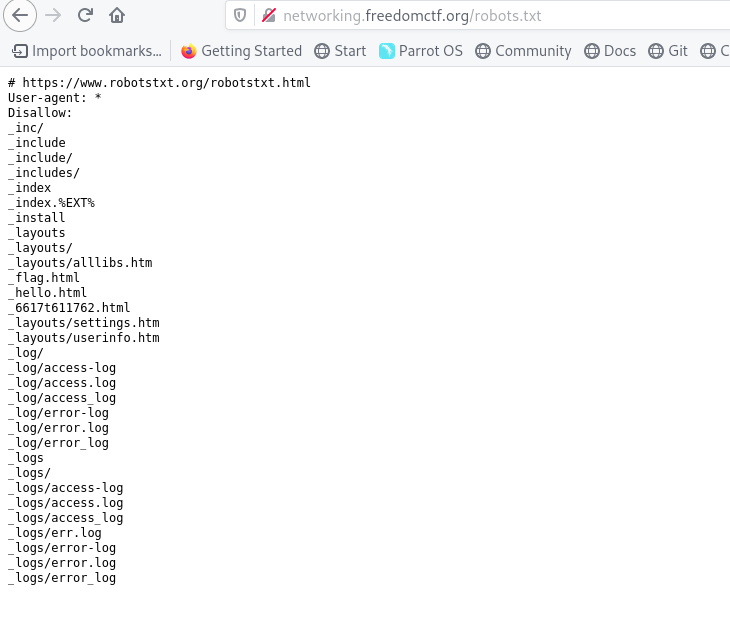 networking.freedomctf.org/robots.txt
Import bookmarks... Getting Started Start Parrot OS Community Docs Git C
# https://www.robotstxt.org/robotstxt.html
User-agent: *
Disallow:
_inc/
_include
_include/
_includes/
_index
_index.%EXT%
_install
_layouts
_layouts/
_layouts/alllibs.htm
_flag.html
_hello.html
_6617t611762.html
_layouts/settings.htm
_layouts/userinfo.htm
_log/
_log/access-log
_log/access.log
_log/access_log
_log/error-log
_log/error.log
_log/error_log
_logs
_logs/
_logs/access-log
_logs/access.log
_logs/access_log
_logs/err.log
_logs/error-log
_logs/error.log
_logs/error_log